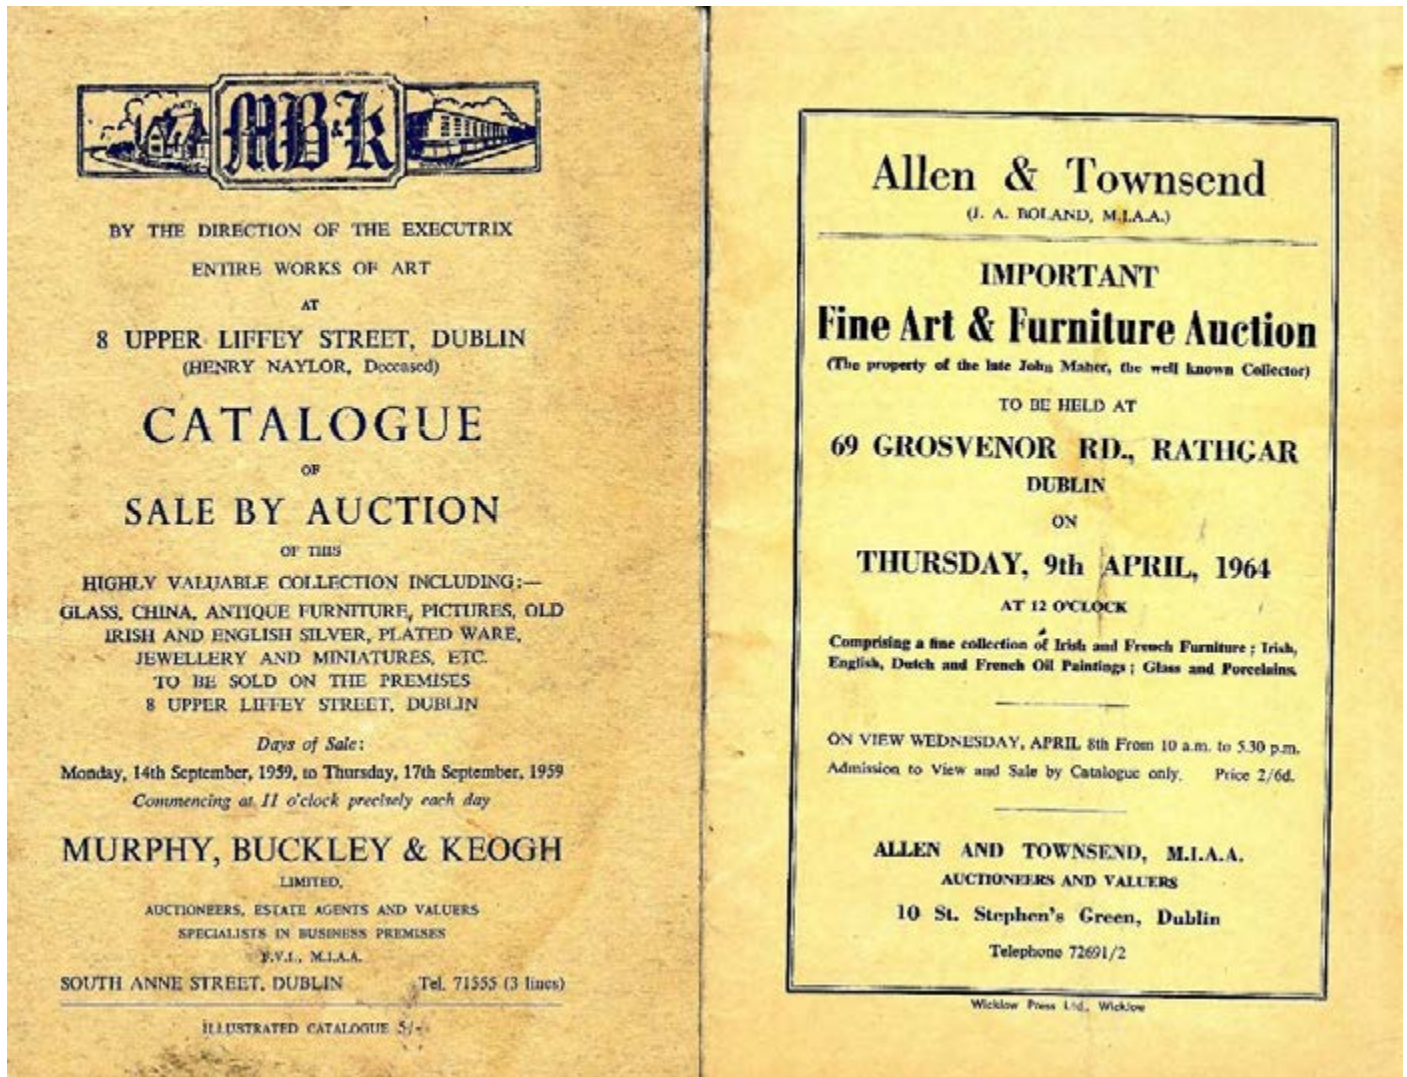 MB&K
BY THE DIRECTION OF THE EXECUTRIX
ENTIRE WORKS OF ART
AT
8 UPPER LIFFEY STREET, DUBLIN
(HENRY NAYLOR, Deceased)
CATALOGUE
OF
SALE BY AUCTION
OF THIS
HIGHLY VALUABLE COLLECTION INCLUDING:—
GLASS, CHINA, ANTIQUE FURNITURE, PICTURES, OLD
IRISH AND ENGLISH SILVER, PLATED WARE,
JEWELLERY AND MINIATURES, ETC.
TO BE SOLD ON THE PREMISES
8 UPPER LIFFEY STREET, DUBLIN
Days of Sale:
Monday, 14th September, 1959, to Thursday, 17th September, 1959
Commencing at 11 o'clock precisely each day
MURPHY, BUCKLEY & KEOGH
LIMITED,
AUCTIONEERS, ESTATE AGENTS AND VALUERS
SPECIALISTS IN BUSINESS PREMISES
F.V.I., M.I.A.A.
SOUTH ANNE STREET, DUBLIN Tel. 71555 (3 lines)
ILLUSTRATED CATALOGUE 5/-
Allen & Townsend
(J. A. BOLAND, M.I.A.A.)
IMPORTANT
Fine Art & Furniture Auction
(The property of the late John Maher, the well known Collector)
TO BE HELD AT
69 GROSVENOR RD., RATHGAR
DUBLIN
ON
THURSDAY, 9th APRIL, 1964
AT 12 O'CLOCK
Comprising a fine collection of Irish and French Furniture; Irish,
English, Dutch and French Oil Paintings; Glass and Porcelains.
ON VIEW WEDNESDAY, APRIL 8th From 10 a.m. to 5.30 p.m.
Admission to View and Sale by Catalogue only. Price 2/6d.
ALLEN AND TOWNSEND, M.I.A.A.
AUCTIONEERS AND VALUERS
10 St. Stephen's Green, Dublin
Telephone 72691/2
Wicklow Press Ltd., Wicklow